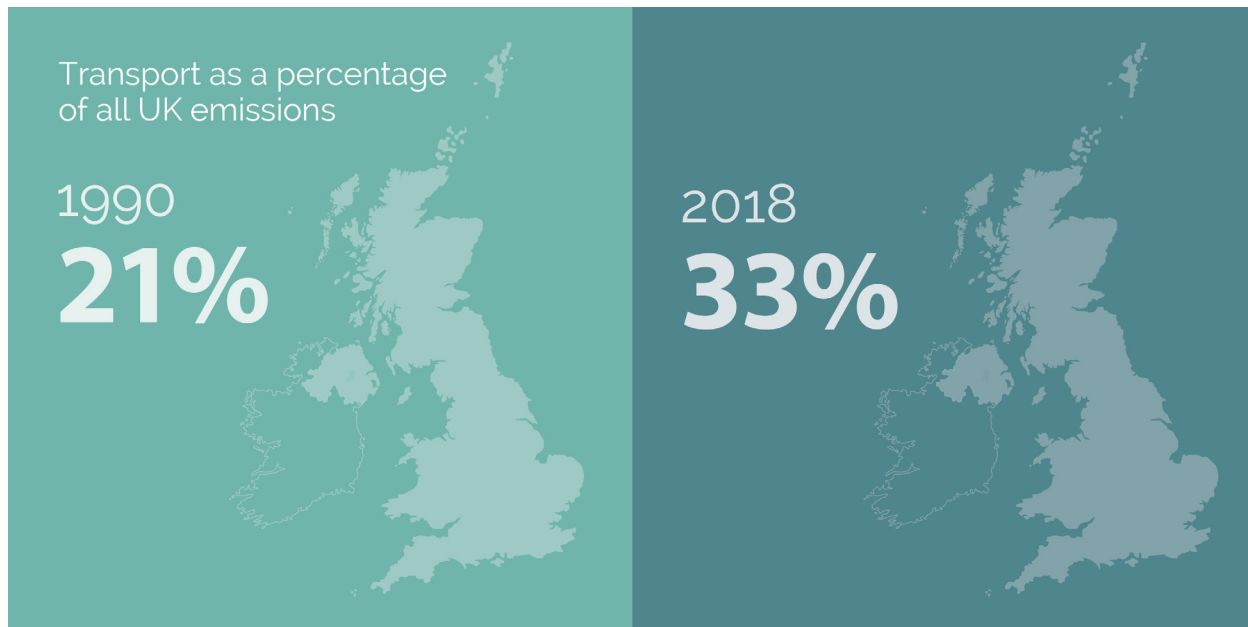 Transport as a percentage
of all UK emissions
1990
21%
2018
33%